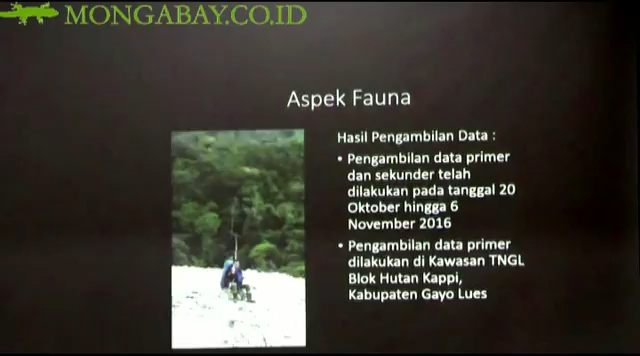 MONGABAY.CO.ID
Aspek Fauna
Hasil Pengambilan Data :
• Pengambilan data primer
dan sekunder telah
dilakukan pada tanggal 20
Oktober hingga 6
November 2016
• Pengambilan data primer
dilakukan di Kawasan TNGL
Blok Hutan Kappi,
Kabupaten Gayo Lues